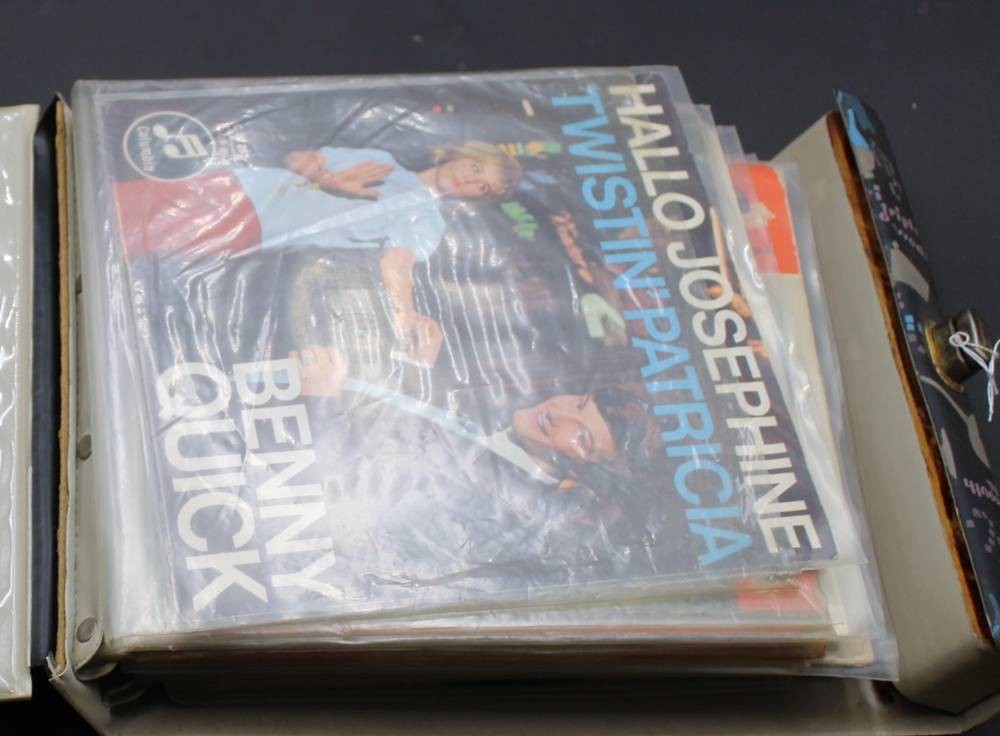 HALLO JOSEPHINE
TWISTIN' PATRICIA
BENNY
QUICK
Columbia